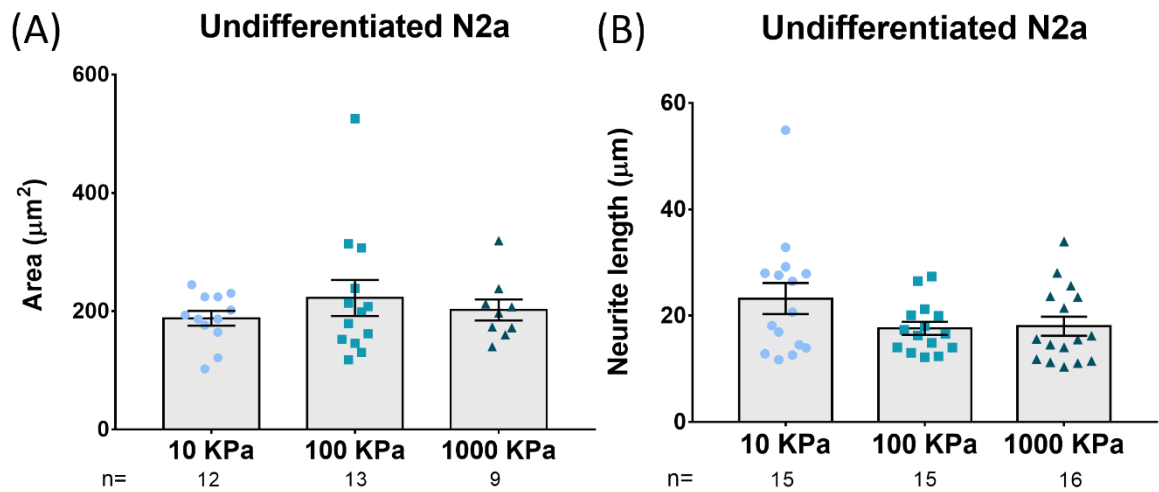 (A) Undifferentiated N2a
Area (μm²)
600
400
200
0
10 KPa 100 KPa 1000 KPa
n= 12 13 9
(B) Undifferentiated N2a
Neurite length (μm)
60
40
20
0
10 KPa 100 KPa 1000 KPa
n= 15 15 16